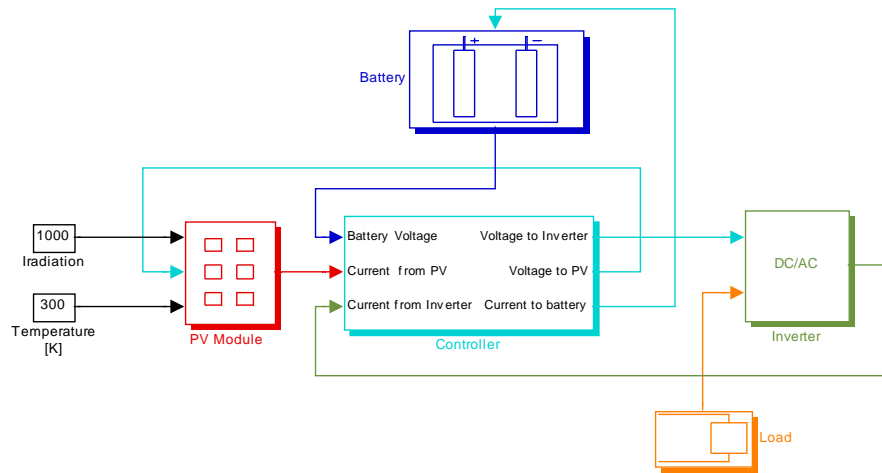 + −
Battery
1000
Iradiation
300
Temperature
[K]
PV Module
Battery Voltage
Current from PV
Current from Inverter
Voltage to Inverter
Voltage to PV
Current to battery
Controller
DC/AC
Inverter
Load